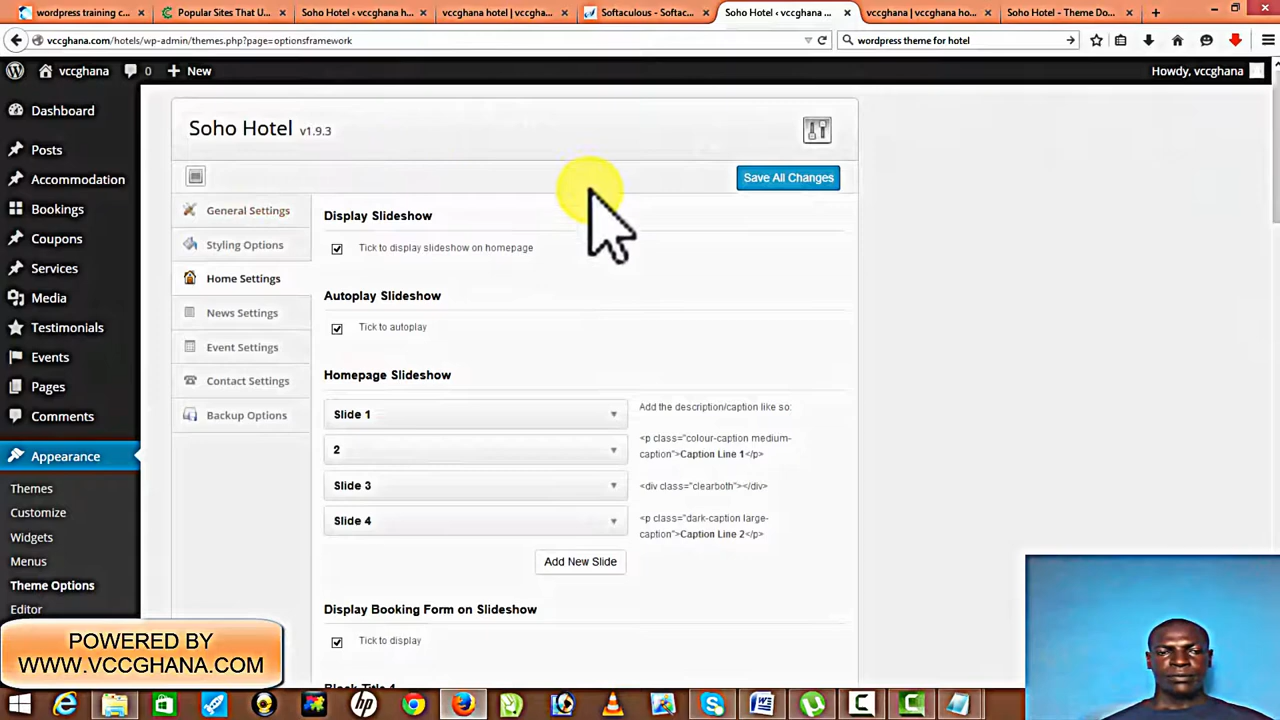 wordpress training c...
Popular Sites That U...
Soho Hotel ‹ vccghana h...
vccghana hotel | vccghan...
Softaculous - Softac...
Soho Hotel ‹ vccghana ...
vccghana | vccghana ho...
Soho Hotel - Theme Do...
vccghana.com/hotels/wp-admin/themes.php?page=optionsframework
wordpress theme for hotel
vccghana
0
New
Howdy, vccghana
Dashboard
Posts
Accommodation
Bookings
Coupons
Services
Media
Testimonials
Events
Pages
Comments
Appearance
Themes
Customize
Widgets
Menus
Theme Options
Editor
Soho Hotel v1.9.3
Save All Changes
General Settings
Styling Options
Home Settings
News Settings
Event Settings
Contact Settings
Backup Options
Display Slideshow
Tick to display slideshow on homepage
Autoplay Slideshow
Tick to autoplay
Homepage Slideshow
Slide 1
2
Slide 3
Slide 4
Add New Slide
Add the description/caption like so:
<p class="colour-caption medium-
caption">Caption Line 1</p>
<div class="clearboth"></div>
<p class="dark-caption large-
caption">Caption Line 2</p>
Display Booking Form on Slideshow
Tick to display
POWERED BY
WWW.VCCGHANA.COM